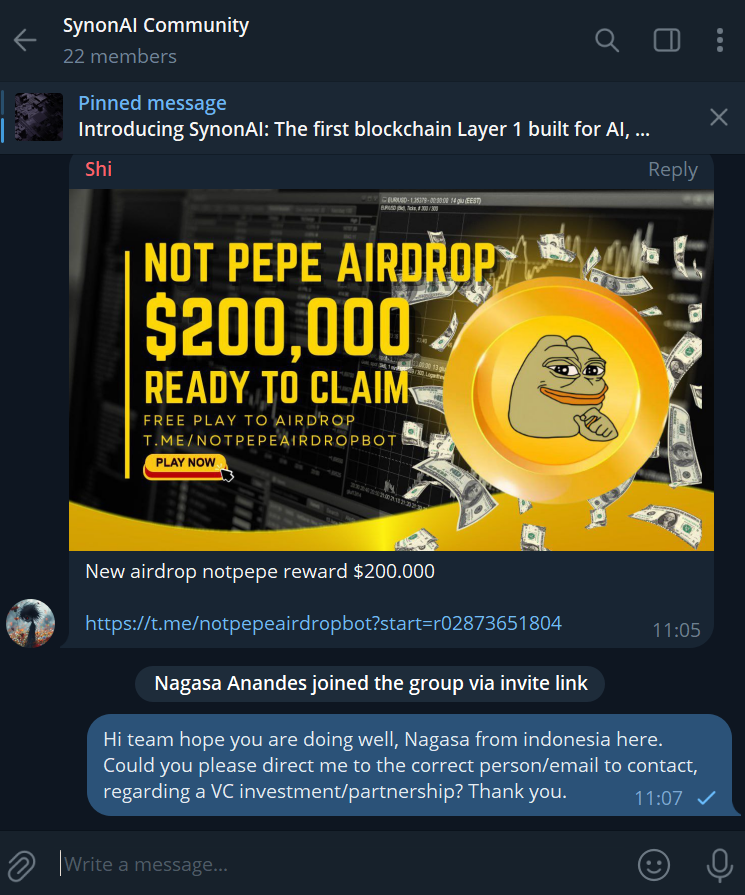 SynonAI Community
22 members
Pinned message
Introducing SynonAI: The first blockchain Layer 1 built for AI, ...
Shi
Reply
NOT PEPE AIRDROP
$200,000
READY TO CLAIM
FREE PLAY TO AIRDROP
T.ME/NOTPEPEAIRDROPBOT
PLAY NOW
New airdrop notpepe reward $200.000
https://t.me/notpepeairdropbot?start=r02873651804
11:05
Nagasa Anandes joined the group via invite link
Hi team hope you are doing well, Nagasa from indonesia here.
Could you please direct me to the correct person/email to contact,
regarding a VC investment/partnership? Thank you.
11:07
Write a message...